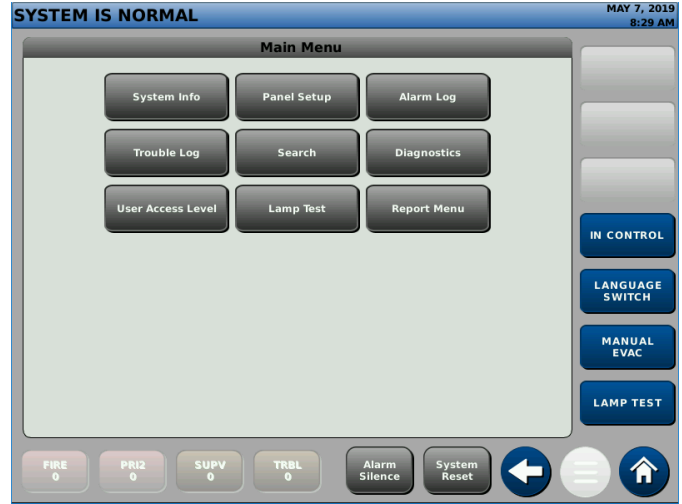 SYSTEM IS NORMAL
MAY 7, 2019
8:29 AM
Main Menu
System Info
Panel Setup
Alarm Log
Trouble Log
Search
Diagnostics
User Access Level
Lamp Test
Report Menu
IN CONTROL
LANGUAGE
SWITCH
MANUAL
EVAC
LAMP TEST
FIRE
0
PRI2
0
SUPV
0
TRBL
0
Alarm
Silence
System
Reset